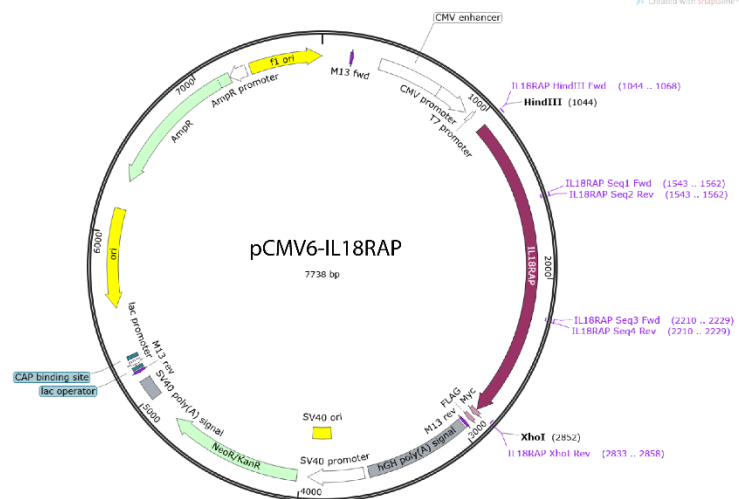 Created with SnapGene®
CMV enhancer
f1 ori
M13 fwd
AmpR promoter
7000
AmpR
CMV promoter
T7 promoter
1000
IL18RAP HindIII Fwd (1044 .. 1068)
HindIII (1044)
IL18RAP Seq1 Fwd (1543 .. 1562)
IL18RAP Seq2 Rev (1543 .. 1562)
IL18RAP
2000
pCMV6-IL18RAP
7738 bp
6000
ori
IL18RAP Seq3 Fwd (2210 .. 2229)
IL18RAP Seq4 Rev (2210 .. 2229)
lac promoter
M13 rev
CAP binding site
lac operator
SV40 poly(A) signal
5000
FLAG
Myc
M13 rev
3000
XhoI (2852)
IL18RAP XhoI Rev (2833 .. 2858)
SV40 ori
NeoR/KanR
SV40 promoter
hGH poly(A) signal
4000